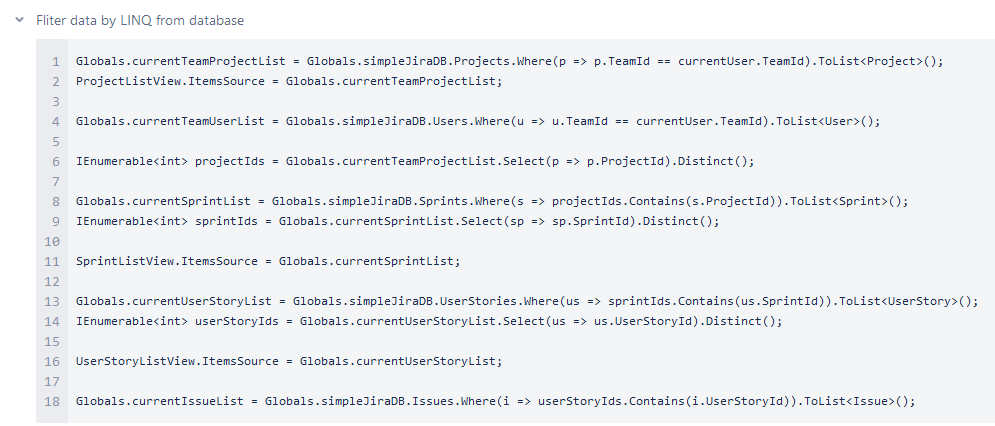 Fliter data by LINQ from database
1 Globals.currentTeamProjectList = Globals.simpleJiraDB.Projects.Where(p => p.TeamId == currentUser.TeamId).ToList<Project>();
2 ProjectListView.ItemsSource = Globals.currentTeamProjectList;
3
4 Globals.currentTeamUserList = Globals.simpleJiraDB.Users.Where(u => u.TeamId == currentUser.TeamId).ToList<User>();
5
6 IEnumerable<int> projectIds = Globals.currentTeamProjectList.Select(p => p.ProjectId).Distinct();
7
8 Globals.currentSprintList = Globals.simpleJiraDB.Sprints.Where(s => projectIds.Contains(s.ProjectId)).ToList<Sprint>();
9 IEnumerable<int> sprintIds = Globals.currentSprintList.Select(sp => sp.SprintId).Distinct();
10
11 SprintListView.ItemsSource = Globals.currentSprintList;
12
13 Globals.currentUserStoryList = Globals.simpleJiraDB.UserStories.Where(us => sprintIds.Contains(us.SprintId)).ToList<UserStory>();
14 IEnumerable<int> userStoryIds = Globals.currentUserStoryList.Select(us => us.UserStoryId).Distinct();
15
16 UserStoryListView.ItemsSource = Globals.currentUserStoryList;
17
18 Globals.currentIssueList = Globals.simpleJiraDB.Issues.Where(i => userStoryIds.Contains(i.UserStoryId)).ToList<Issue>();